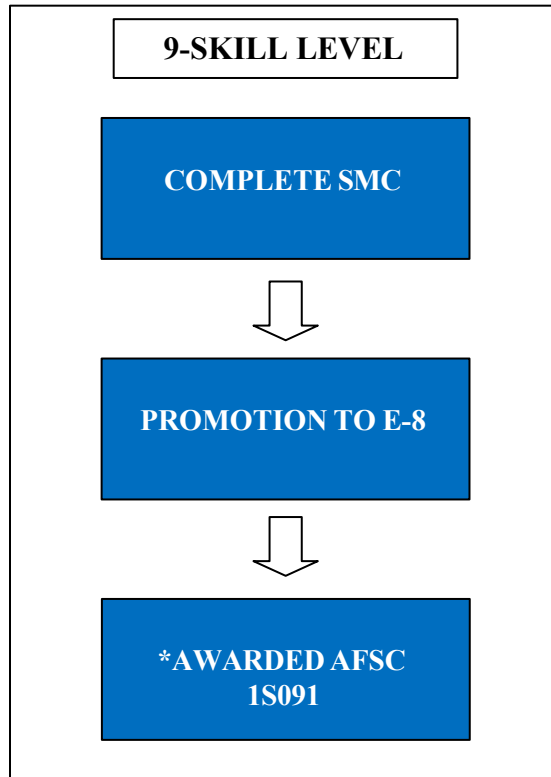 9-SKILL LEVEL
COMPLETE SMC
PROMOTION TO E-8
*AWARDED AFSC
1S091